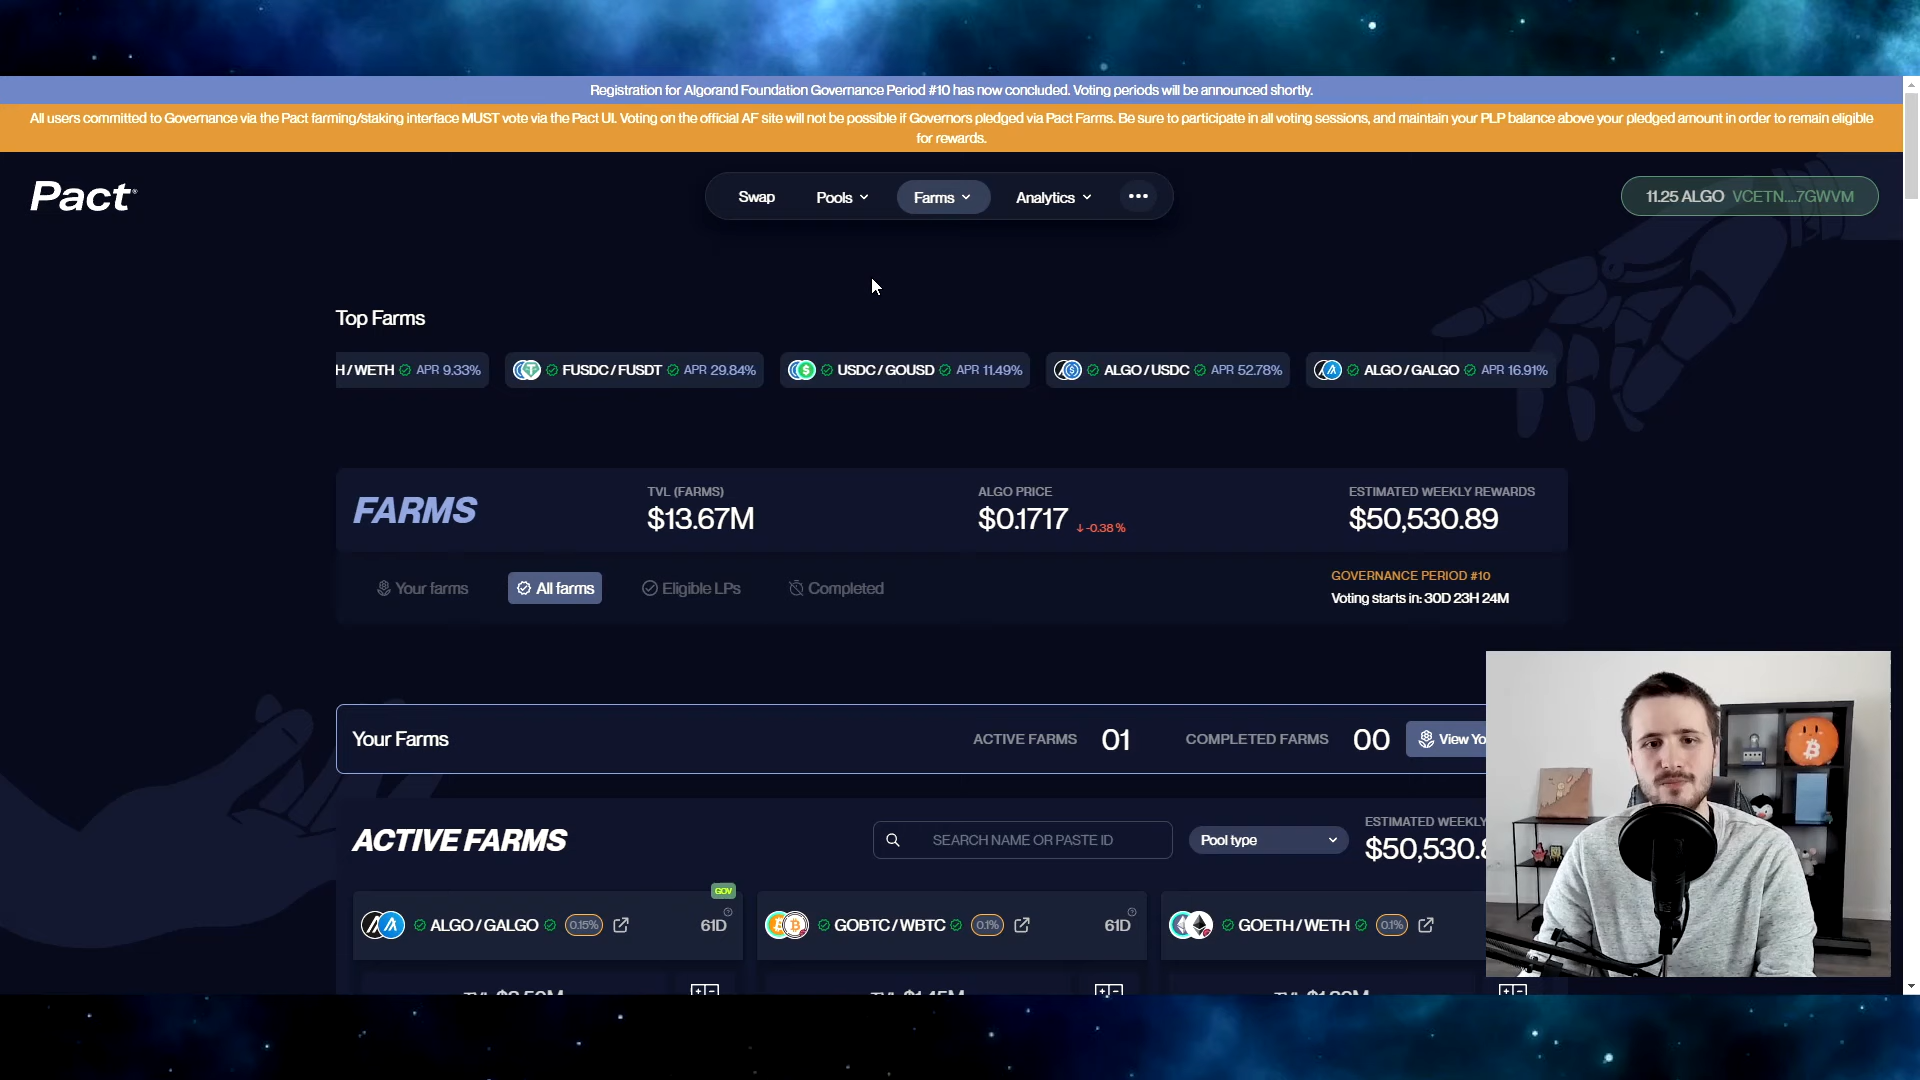 Registration for Algorand Foundation Governance Period #10 has now concluded. Voting periods will be announced shortly.
All users committed to Governance via the Pact farming/staking interface MUST vote via the Pact UI. Voting on the official AF site will not be possible if Governors pledged via Pact Farms. Be sure to participate in all voting sessions, and maintain your PLP balance above your pledged amount in order to remain eligible
for rewards.
Pact
Swap Pools Farms Analytics
11.25 ALGO VCETN....7GWVM
Top Farms
H / WETH APR 9.33% FUSDC / FUSDT APR 29.84% USDC / GOUSD APR 11.49% ALGO / USDC APR 52.78% ALGO / GALGO APR 16.91%
TVL (FARMS) ALGO PRICE ESTIMATED WEEKLY REWARDS
FARMS $13.67M $0.1717 ↓ -0.38 % $50,530.89
Your farms All farms Eligible LPs Completed
GOVERNANCE PERIOD #10
Voting starts in: 30D 23H 24M
Your Farms ACTIVE FARMS 01 COMPLETED FARMS 00 View Yo
ESTIMATED WEEKLY
ACTIVE FARMS SEARCH NAME OR PASTE ID Pool type $50,530.8
GOV
ALGO / GALGO 0.15% 61D GOBTC / WBTC 0.1% 61D GOETH / WETH 0.1%